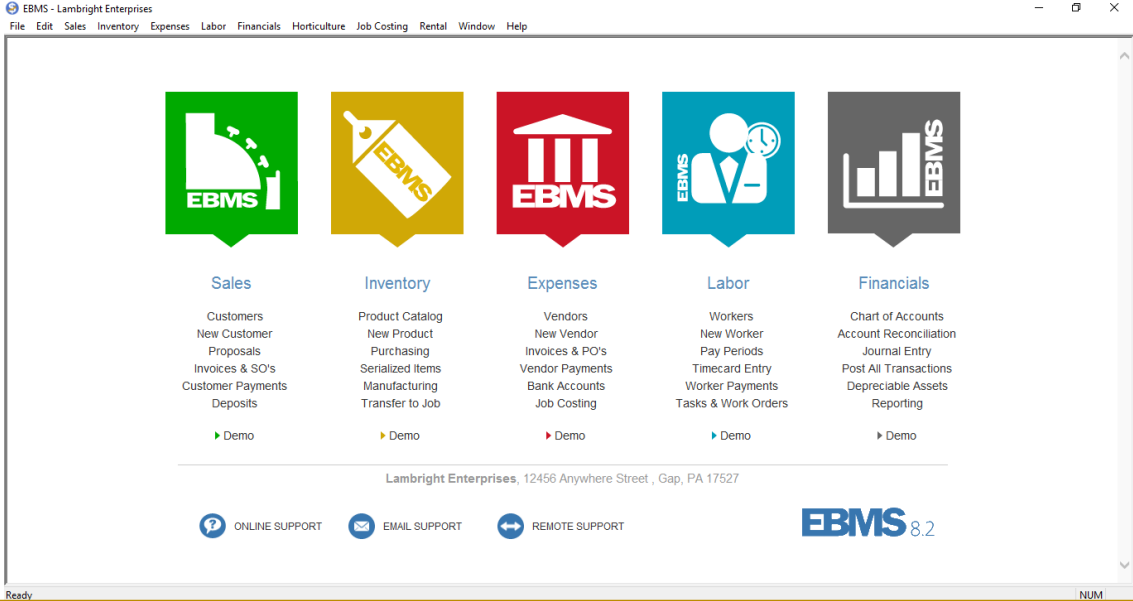 EBMS - Lambright Enterprises
File Edit Sales Inventory Expenses Labor Financials Horticulture Job Costing Rental Window Help
EBMS
EBMS
EBMS
EBMS
EBMS
Sales Inventory Expenses Labor Financials
Customers Product Catalog Vendors Workers Chart of Accounts
New Customer New Product New Vendor New Worker Account Reconciliation
Proposals Purchasing Invoices & PO's Pay Periods Journal Entry
Invoices & SO's Serialized Items Vendor Payments Timecard Entry Post All Transactions
Customer Payments Manufacturing Bank Accounts Worker Payments Depreciable Assets
Deposits Transfer to Job Job Costing Tasks & Work Orders Reporting
Demo Demo Demo Demo Demo
Lambright Enterprises, 12456 Anywhere Street , Gap, PA 17527
ONLINE SUPPORT EMAIL SUPPORT REMOTE SUPPORT EBMS 8.2
Ready NUM